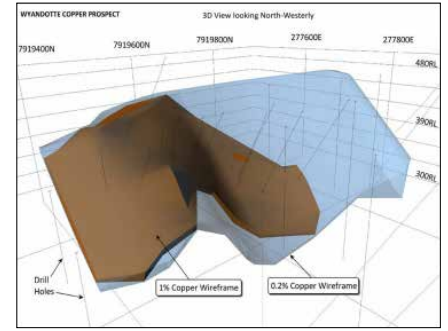 WYANDOTTE COPPER PROSPECT
3D View looking North-Westerly
7919400N
7919600N
7919800N
277600E
277800E
480RL
390RL
300RL
Drill
Holes
1% Copper Wireframe
0.2% Copper Wireframe